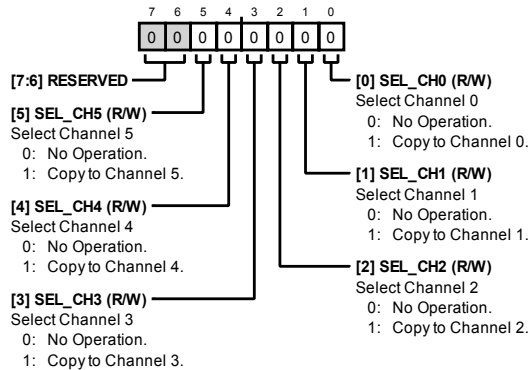 7 6 5 4 3 2 1 0
0 0 0 0 0 0 0 0
[7:6] RESERVED
[5] SEL_CH5 (R/W)
Select Channel 5
0: No Operation.
1: Copy to Channel 5.
[4] SEL_CH4 (R/W)
Select Channel 4
0: No Operation.
1: Copy to Channel 4.
[3] SEL_CH3 (R/W)
Select Channel 3
0: No Operation.
1: Copy to Channel 3.
[0] SEL_CH0 (R/W)
Select Channel 0
0: No Operation.
1: Copy to Channel 0.
[1] SEL_CH1 (R/W)
Select Channel 1
0: No Operation.
1: Copy to Channel 1.
[2] SEL_CH2 (R/W)
Select Channel 2
0: No Operation.
1: Copy to Channel 2.